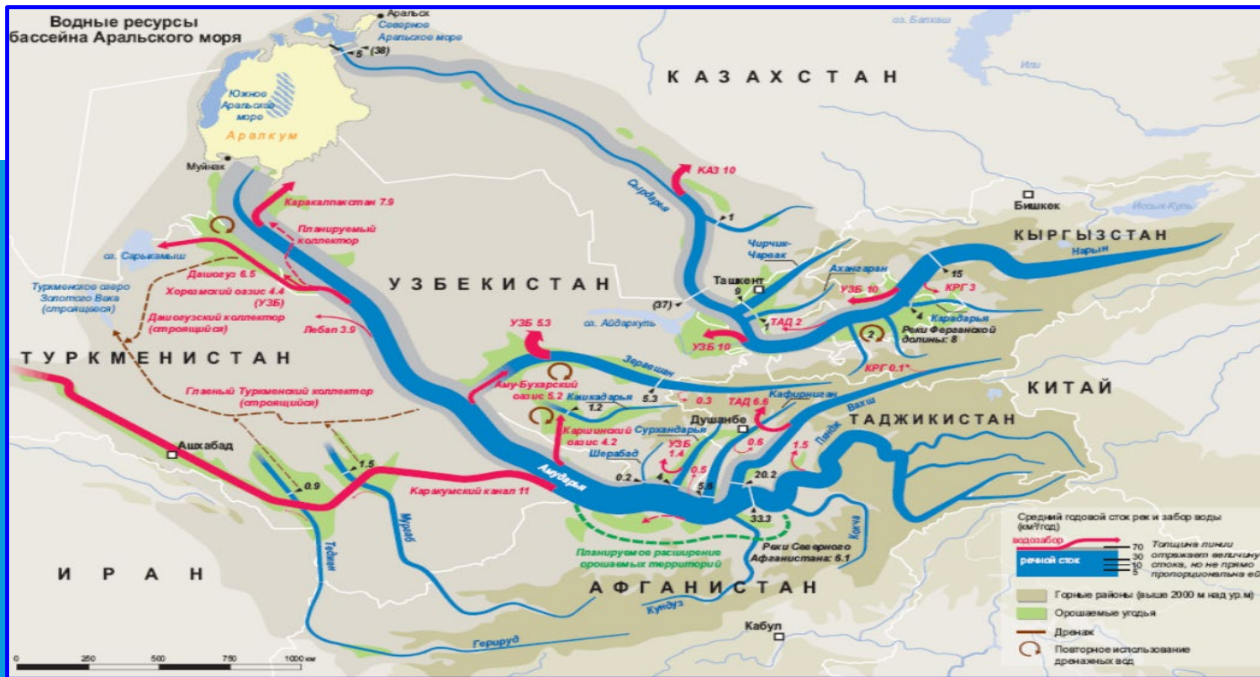 Водные ресурсы
бассейна Аральского моря
Аральск
Северное
Аральское море
5
(38)
оз. Балхаш
Или
КАЗАХСТАН
Южное
Аральское
море
Аралкум
Муйнак
КАЗ 10
Сырдарья
1
Бишкек
Иссык-Куль
КЫРГЫЗСТАН
Нарын
Каракалпакстан 7.9
Планируемый
коллектор
оз. Сарыкамыш
Дашогуз 6.5
Хорезмский оазис 4.4
(УЗБ)
Туркменское озеро
Золотого Века
(строящееся)
Дашогузский коллектор
(строящийся)
Лебап 3.9
УЗБЕКИСТАН
Чирчик-
Чарвак
Ташкент
9
1
Ахангаран
УЗБ 10
15
КРГ 3
4
Карадарья
(37)
ТАД 2
оз. Айдаркуль
УЗБ 10
2
Реки Ферганской
долины: 8
УЗБ 5.3
Зеравшан
КРГ 0.1*
ТУРКМЕНИСТАН
Главный Туркменский коллектор
(строящийся)
Аму-Бухарский
оазис 5.2
Кашкадарья
1.2
5.3
0.3
ТАД 6.6
Кафирниган
Вахш
КИТАЙ
Душанбе
ТАДЖИКИСТАН
Каршинский
оазис 4.2
Сурхандарья
Шерабад
УЗБ
1.4
0.6
1.5
Пяндж
Ашхабад
0.9
1.5
Каракумский канал 11
Амударья
0.2
4
0.5
5.6
20.2
33.3
Теджен
Мургаб
Планируемое расширение
орошаемых территорий
Реки Северного
Афганистана: 6.1
Кокча
ИРАН
АФГАНИСТАН
Кундуз
Герируд
Кабул
Средний годовой сток рек и забор воды
(км³/год)
водозабор
речной сток
70
30
10
5
Толщина линии
отражает величину
стока, но не прямо
пропорциональна ей
Горные районы (выше 2000 м над ур.м)
Орошаемые угодья
Дренаж
Повторное использование
дренажных вод
0 250 500 750 1000 км